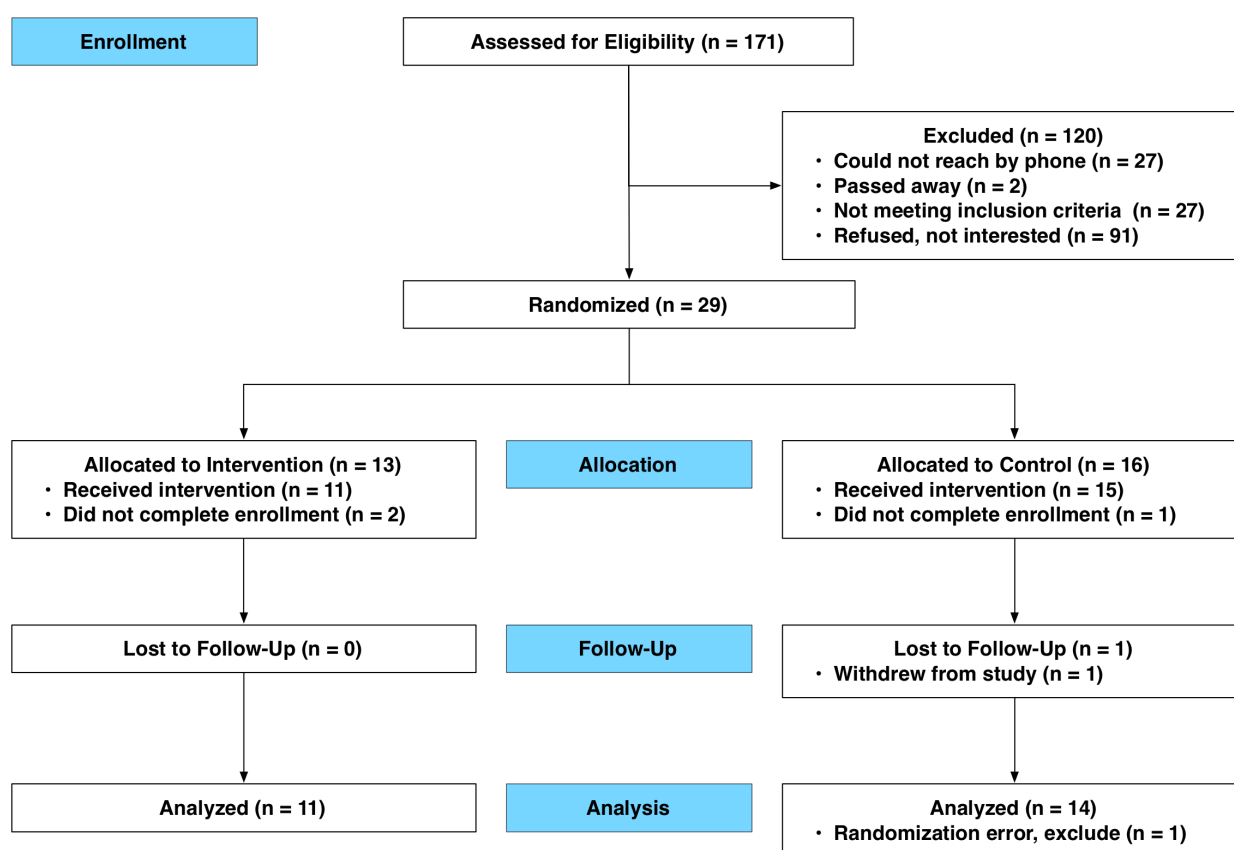 Enrollment
Assessed for Eligibility (n = 171)
Excluded (n = 120)
· Could not reach by phone (n = 27)
· Passed away (n = 2)
· Not meeting inclusion criteria (n = 27)
· Refused, not interested (n = 91)
Randomized (n = 29)
Allocated to Intervention (n = 13)
· Received intervention (n = 11)
· Did not complete enrollment (n = 2)
Allocation
Allocated to Control (n = 16)
· Received intervention (n = 15)
· Did not complete enrollment (n = 1)
Lost to Follow-Up (n = 0)
Follow-Up
Lost to Follow-Up (n = 1)
· Withdrew from study (n = 1)
Analyzed (n = 11)
Analysis
Analyzed (n = 14)
· Randomization error, exclude (n = 1)